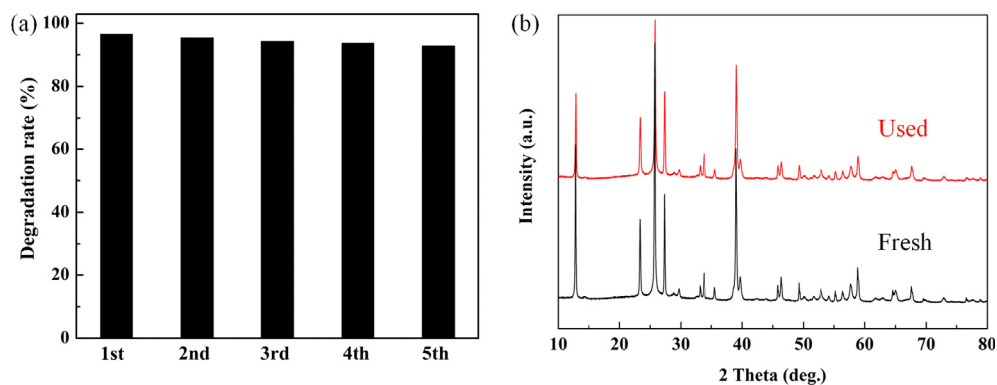 (a)
Degradation rate (%)
100
80
60
40
20
0
1st 2nd 3rd 4th 5th
(b)
Intensity (a.u.)
Used
Fresh
10 20 30 40 50 60 70 80
2 Theta (deg.)